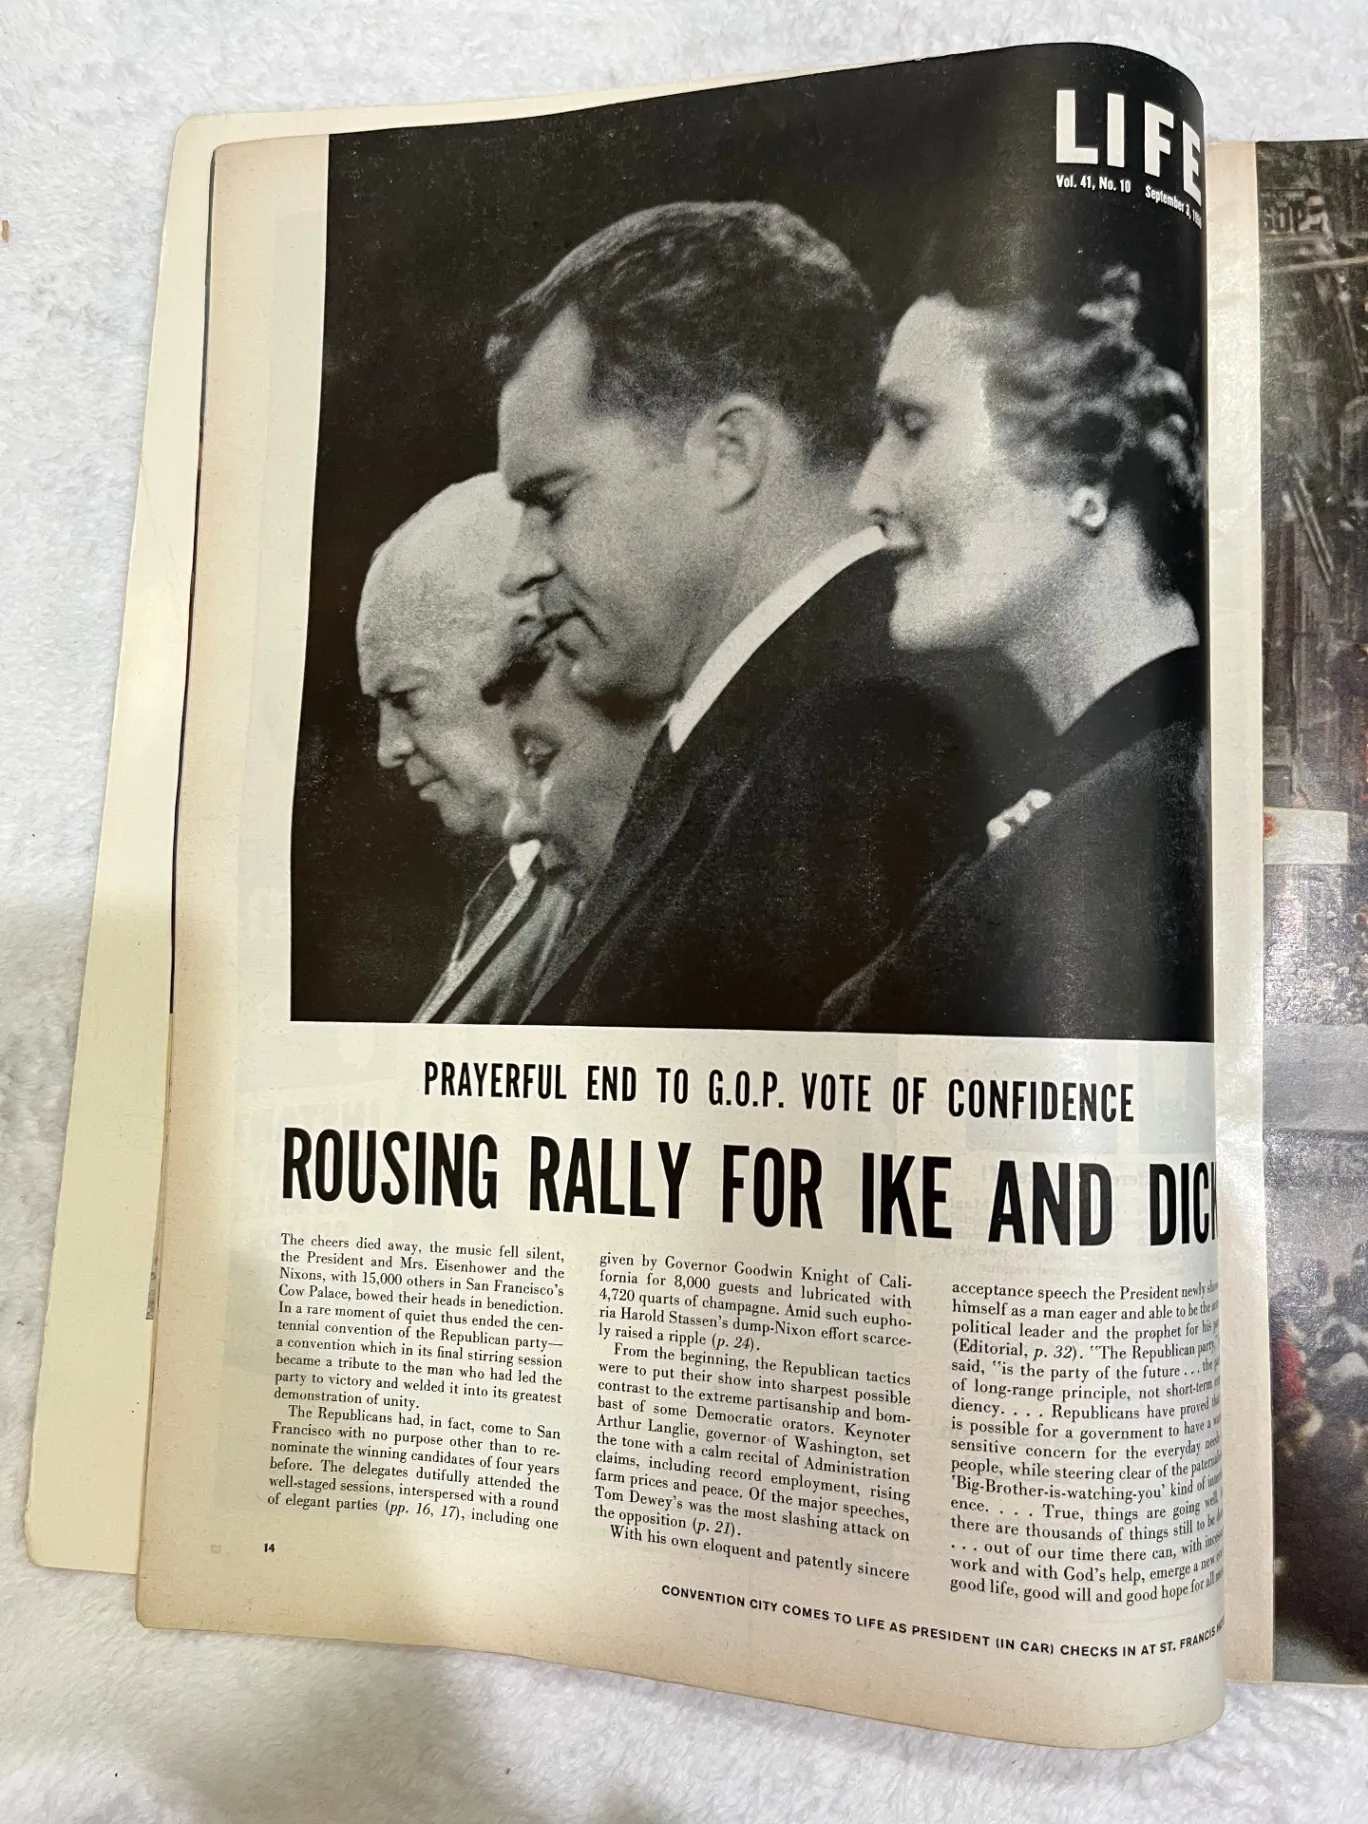 LIFE
Vol. 41, No. 10 September 3,
PRAYERFUL END TO G.O.P. VOTE OF CONFIDENCE
ROUSING RALLY FOR IKE AND DICK
The cheers died away, the music fell silent,
the President and Mrs. Eisenhower and the
Nixons, with 15,000 others in San Francisco's
Cow Palace, bowed their heads in benediction.
In a rare moment of quiet thus ended the cen-
tennial convention of the Republican party—
a convention which in its final stirring session
became a tribute to the man who had led the
party to victory and welded it into its greatest
demonstration of unity.
The Republicans had, in fact, come to San
Francisco with no purpose other than to re-
nominate the winning candidates of four years
before. The delegates dutifully attended the
well-staged sessions, interspersed with a round
of elegant parties (pp. 16, 17), including one
given by Governor Goodwin Knight of Cali-
fornia for 8,000 guests and lubricated with
4,720 quarts of champagne. Amid such eupho-
ria Harold Stassen's dump-Nixon effort scarce-
ly raised a ripple (p. 24).
From the beginning, the Republican tactics
were to put their show into sharpest possible
contrast to the extreme partisanship and bom-
bast of some Democratic orators. Keynoter
Arthur Langlie, governor of Washington, set
the tone with a calm recital of Administration
claims, including record employment, rising
farm prices and peace. Of the major speeches,
Tom Dewey's was the most slashing attack on
the opposition (p. 21).
With his own eloquent and patently sincere
acceptance speech the President newly
himself as a man eager and able to be the
political leader and the prophet for his
(Editorial, p. 32). "The Republican party,"
said, "is the party of the future . . . the
of long-range principle, not short-term
diency. . . . Republicans have proved
is possible for a government to have a
sensitive concern for the everyday needs
people, while steering clear of the
'Big-Brother-is-watching-you' kind of
ence. . . . True, things are going well,
there are thousands of things still to be
. . . out of our time there can, with
work and with God's help, emerge a new
good life, good will and good hope for all
14
CONVENTION CITY COMES TO LIFE AS PRESIDENT (IN CAR) CHECKS IN AT ST. FRANCIS